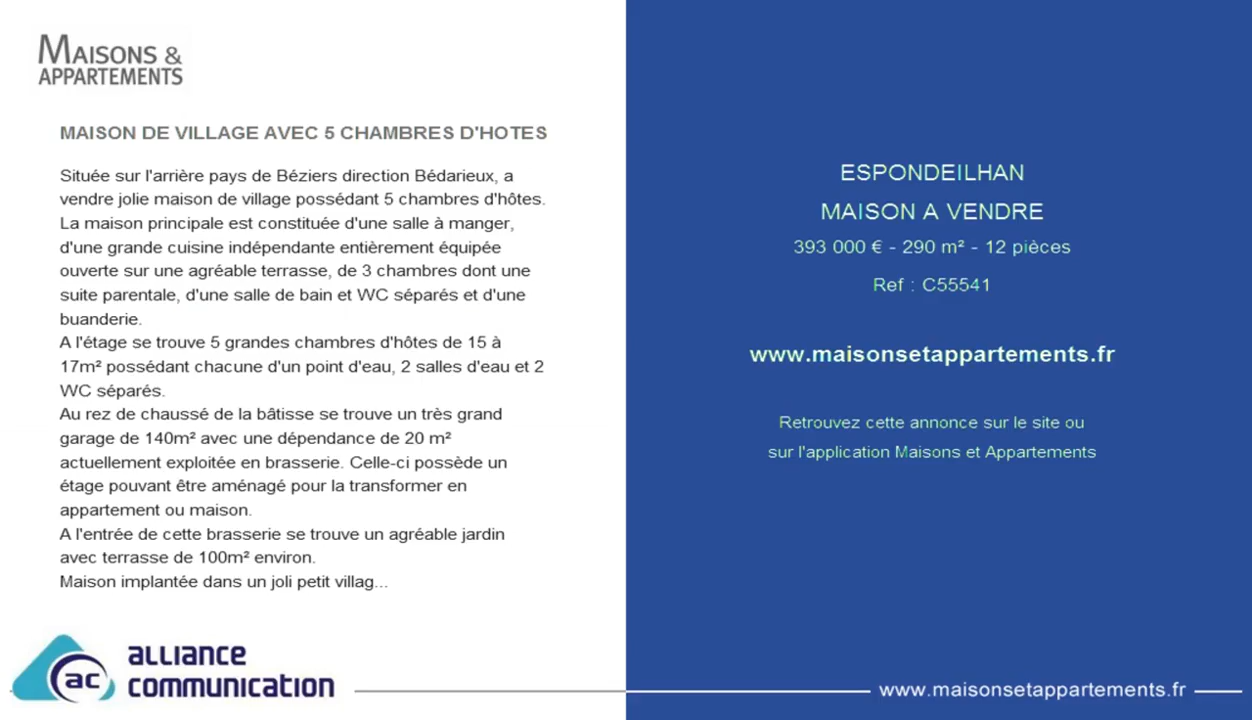 MAISONS &
APPARTEMENTS
MAISON DE VILLAGE AVEC 5 CHAMBRES D'HOTES
Située sur l'arrière pays de Béziers direction Bédarieux, a
vendre jolie maison de village possédant 5 chambres d'hôtes.
La maison principale est constituée d'une salle à manger,
d'une grande cuisine indépendante entièrement équipée
ouverte sur une agréable terrasse, de 3 chambres dont une
suite parentale, d'une salle de bain et WC séparés et d'une
buanderie.
A l'étage se trouve 5 grandes chambres d'hôtes de 15 à
17m² possédant chacune d'un point d'eau, 2 salles d'eau et 2
WC séparés.
Au rez de chaussé de la bâtisse se trouve un très grand
garage de 140m² avec une dépendance de 20 m²
actuellement exploitée en brasserie. Celle-ci possède un
étage pouvant être aménagé pour la transformer en
appartement ou maison.
A l'entrée de cette brasserie se trouve un agréable jardin
avec terrasse de 100m² environ.
Maison implantée dans un joli petit villag...
ac alliance
communication
ESPONDEILHAN
MAISON A VENDRE
393 000 € - 290 m² - 12 pièces
Ref : C55541
www.maisonsetappartements.fr
Retrouvez cette annonce sur le site ou
sur l'application Maisons et Appartements
www.maisonsetappartements.fr